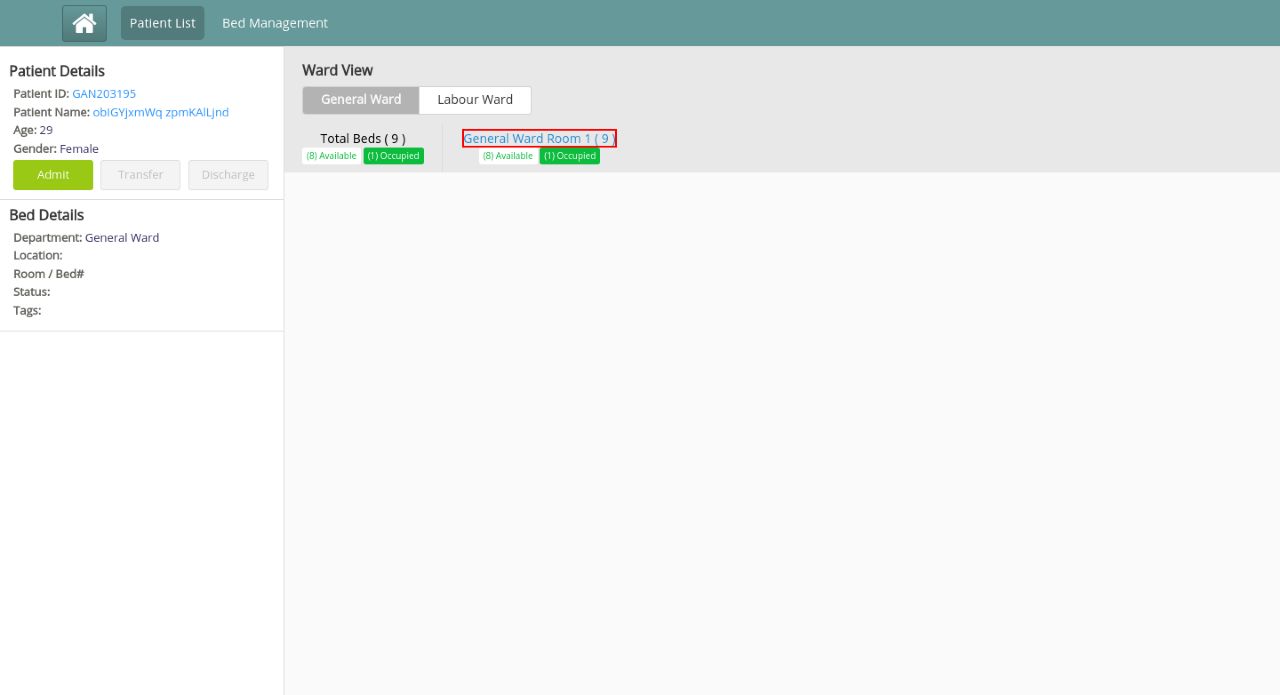 Patient List
Bed Management
Patient Details
Patient ID: GAN203195
Patient Name: obIGYjxmWq zpmKAlLjnd
Age: 29
Gender: Female
Admit
Transfer
Discharge
Bed Details
Department: General Ward
Location:
Room / Bed#
Status:
Tags:
Ward View
General Ward
Labour Ward
Total Beds ( 9 )
(8) Available
(1) Occupied
General Ward Room 1 ( 9 )
(8) Available
(1) Occupied